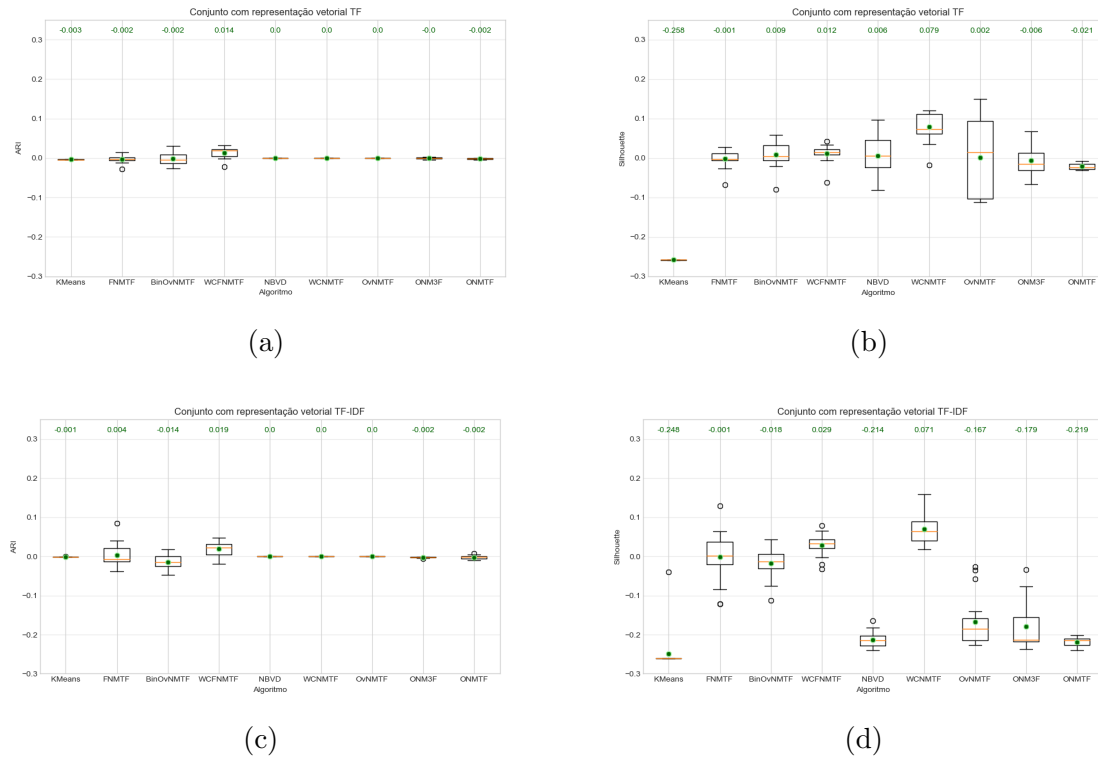 Conjunto com representação vetorial TF
-0.003 -0.002 -0.002 0.014 0.0 0.0 0.0 -0.0 -0.002
0.3
0.2
0.1
0.0
−0.1
−0.2
−0.3
ARI
KMeans FNMTF BinOvNMTF WCFNMTF NBVD WCNMTF OvNMTF ONM3F ONMTF
Algoritmo
(a)
Conjunto com representação vetorial TF
-0.258 -0.001 0.009 0.012 0.006 0.079 0.002 -0.006 -0.021
0.3
0.2
0.1
0.0
−0.1
−0.2
−0.3
Silhouette
KMeans FNMTF BinOvNMTF WCFNMTF NBVD WCNMTF OvNMTF ONM3F ONMTF
Algoritmo
(b)
Conjunto com representação vetorial TF-IDF
-0.001 0.004 -0.014 0.019 0.0 0.0 0.0 -0.002 -0.002
0.3
0.2
0.1
0.0
−0.1
−0.2
−0.3
ARI
KMeans FNMTF BinOvNMTF WCFNMTF NBVD WCNMTF OvNMTF ONM3F ONMTF
Algoritmo
(c)
Conjunto com representação vetorial TF-IDF
-0.248 -0.001 -0.018 0.029 -0.214 0.071 -0.167 -0.179 -0.219
0.3
0.2
0.1
0.0
−0.1
−0.2
−0.3
Silhouette
KMeans FNMTF BinOvNMTF WCFNMTF NBVD WCNMTF OvNMTF ONM3F ONMTF
Algoritmo
(d)